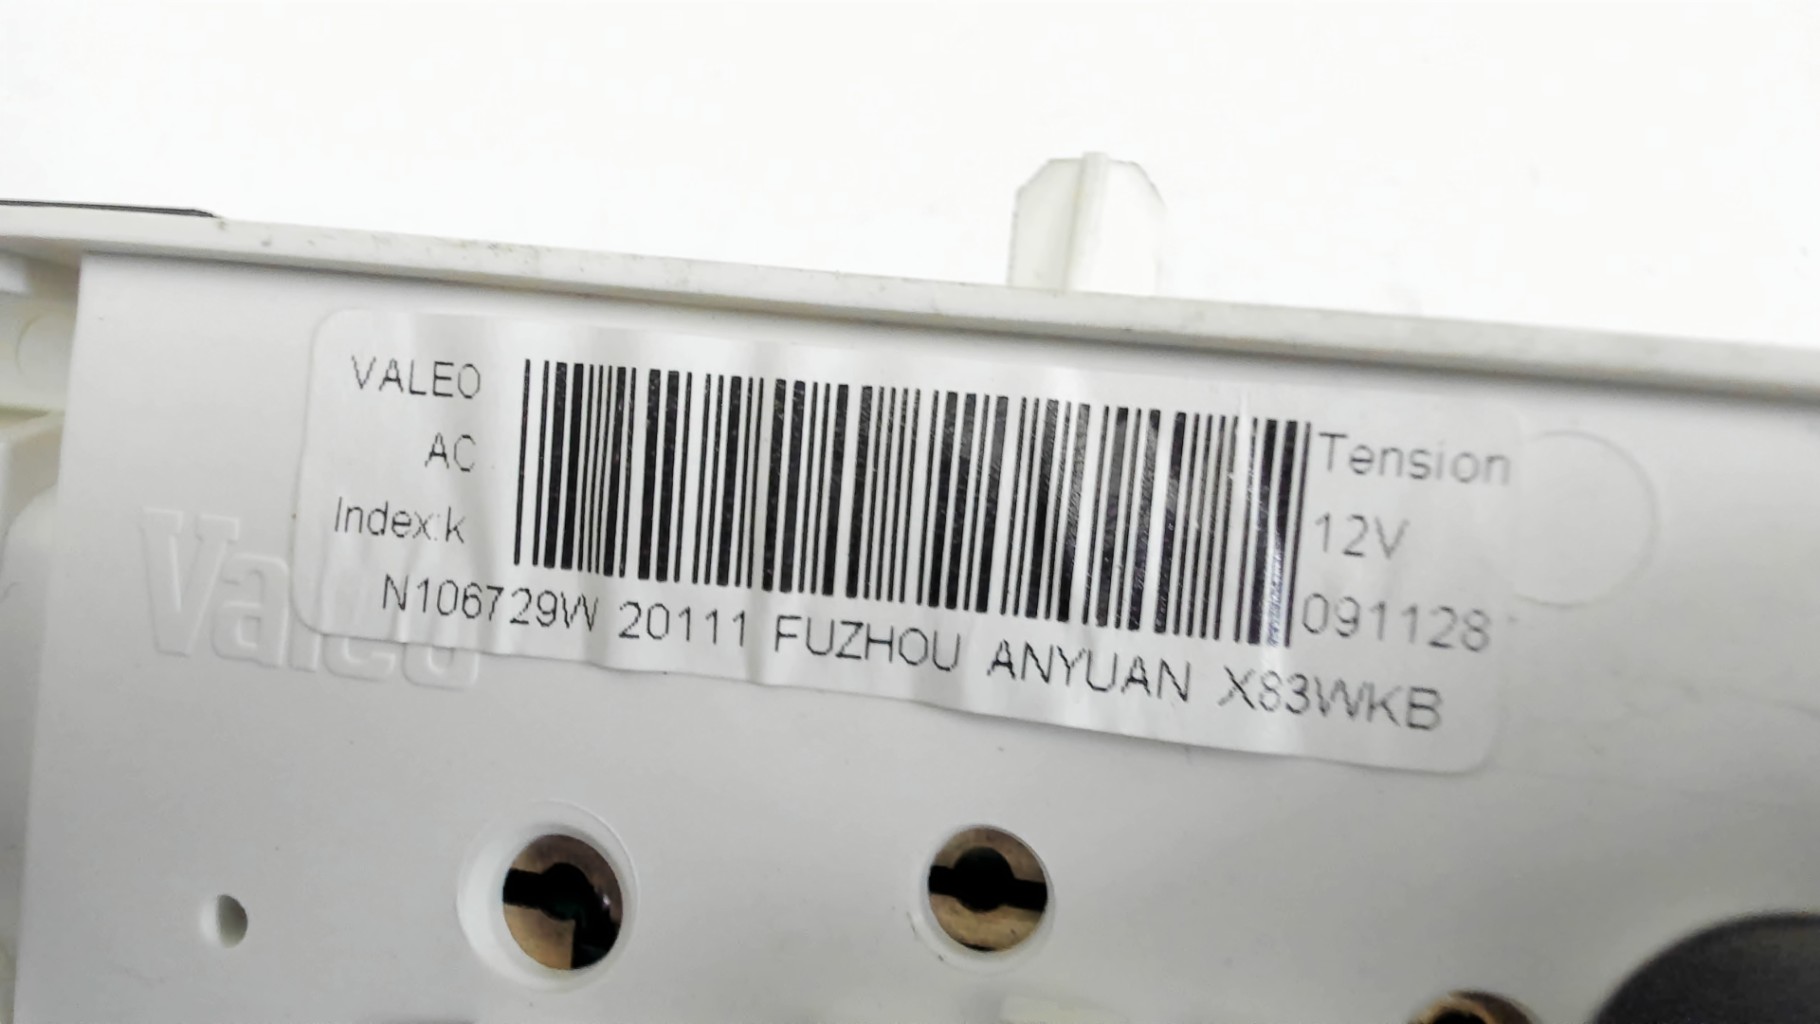 VALEO
AC
Index:k
Tension
12V
091128
N106729W 20111 FUZHOU ANYUAN X83WKB
Valeo